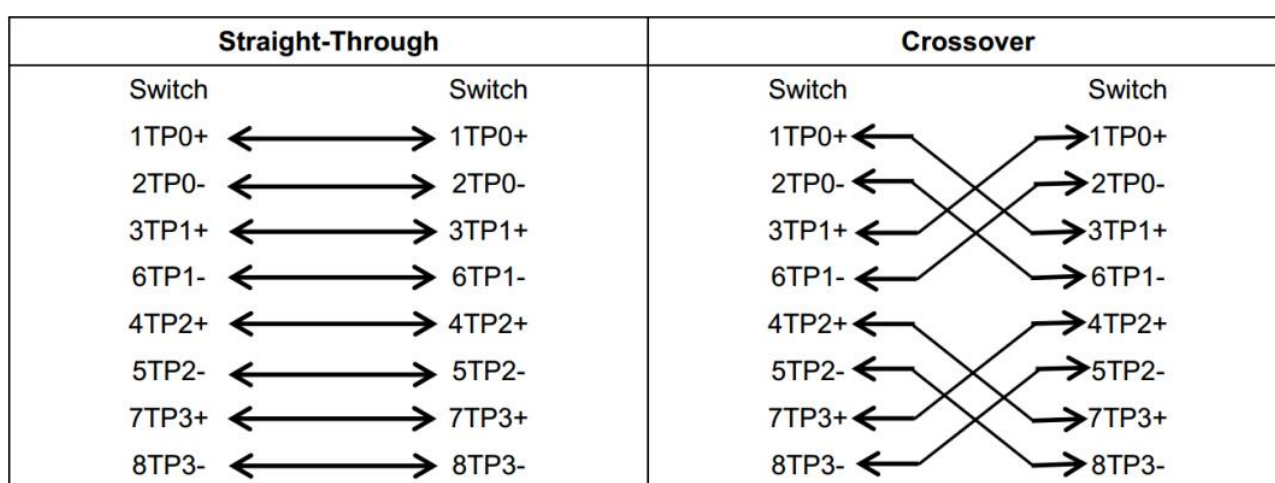 Straight-Through Crossover
Switch Switch Switch Switch
1TP0+ 1TP0+ 1TP0+ 1TP0+
2TP0- 2TP0- 2TP0- 2TP0-
3TP1+ 3TP1+ 3TP1+ 3TP1+
6TP1- 6TP1- 6TP1- 6TP1-
4TP2+ 4TP2+ 4TP2+ 4TP2+
5TP2- 5TP2- 5TP2- 5TP2-
7TP3+ 7TP3+ 7TP3+ 7TP3+
8TP3- 8TP3- 8TP3- 8TP3-